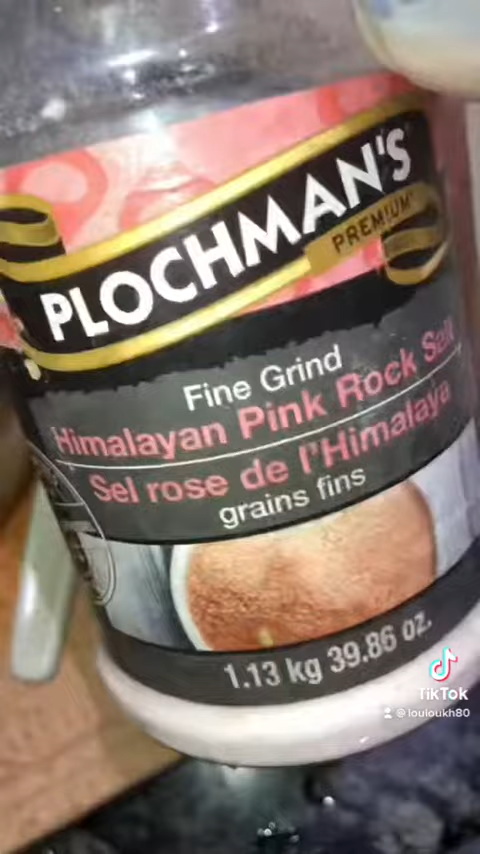 PLOCHMAN'S
PREMIUM
Fine Grind
Himalayan Pink Rock Salt
Sel rose de l'Himalaya
grains fins
1.13 kg 39.86 oz.
TikTok
@louloukh80